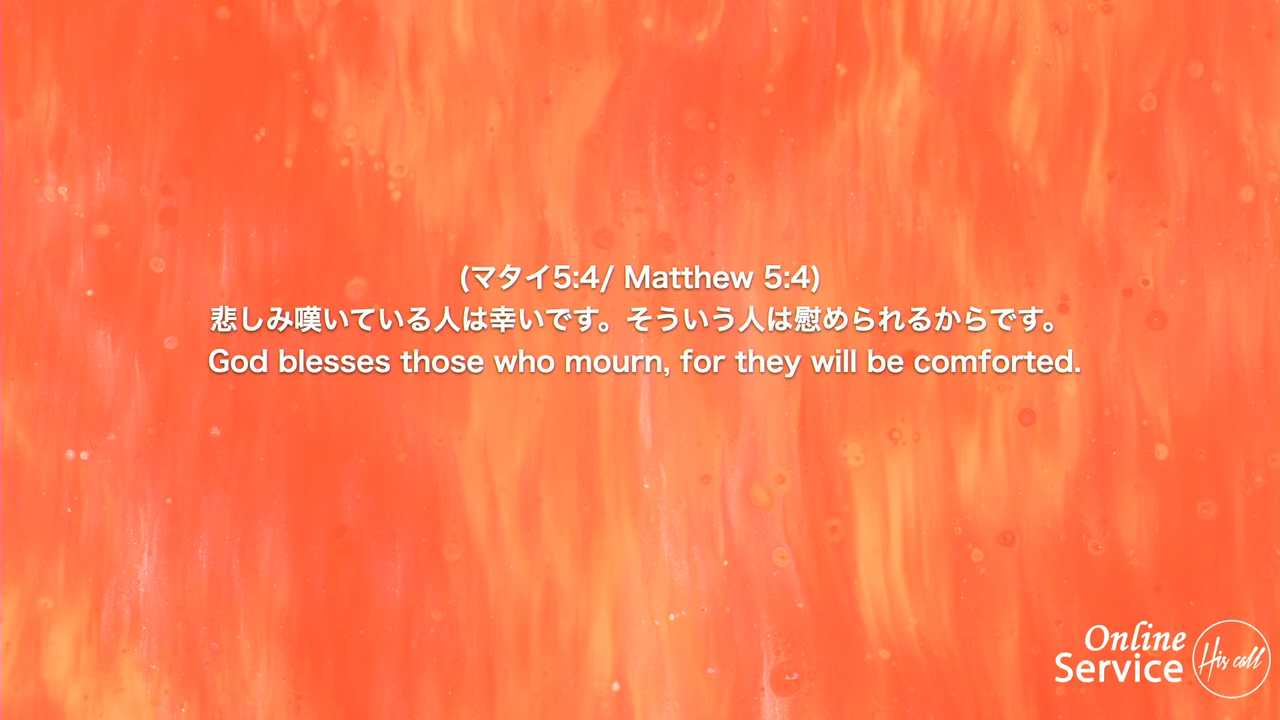 (マタイ5:4/ Matthew 5:4)
悲しみ嘆いている人は幸いです。そういう人は慰められるからです。
God blesses those who mourn, for they will be comforted.
Online
Service
His call